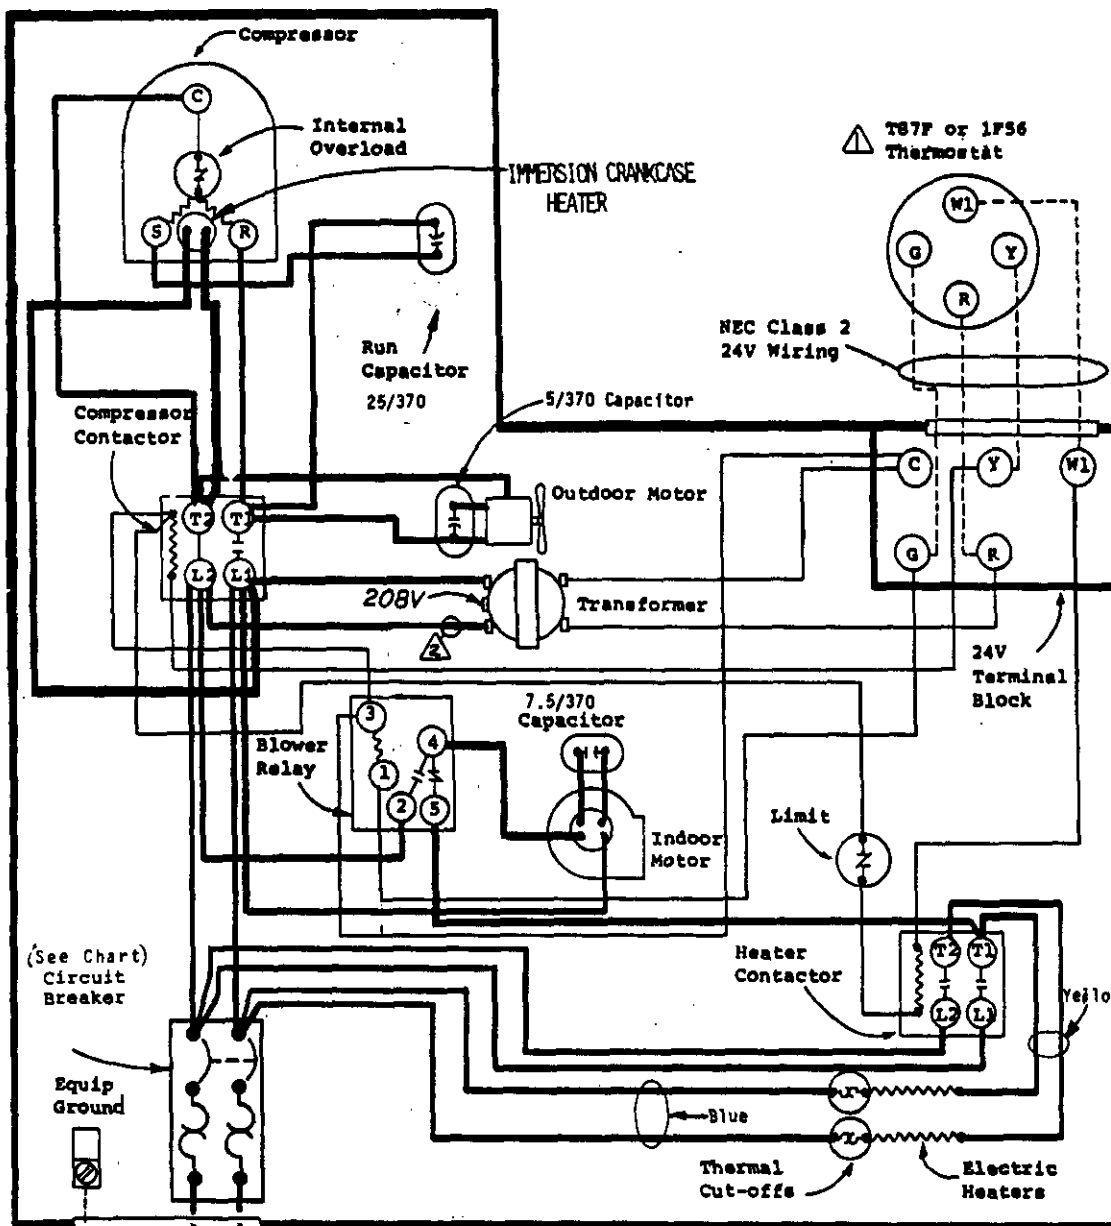 Compressor
C
Internal
Overload
IMMERSION CRANKCASE
HEATER
S
R
Run
Capacitor
25/370
1
T87F or 1F56
Thermostat
W1
G
Y
R
NEC Class 2
24V Wiring
5/370 Capacitor
Compressor
Contactor
C
Y
W1
Outdoor Motor
T2
T1
G
R
L2
L1
208V
Transformer
2
24V
Terminal
Block
7.5/370
Capacitor
3
4
Blower
Relay
1
2
5
Limit
Indoor
Motor
(See Chart)
Circuit
Breaker
Heater
Contactor
T2
T1
L2
L1
Yello
Equip
Ground
Blue
Thermal
Cut-offs
Electric
Heaters